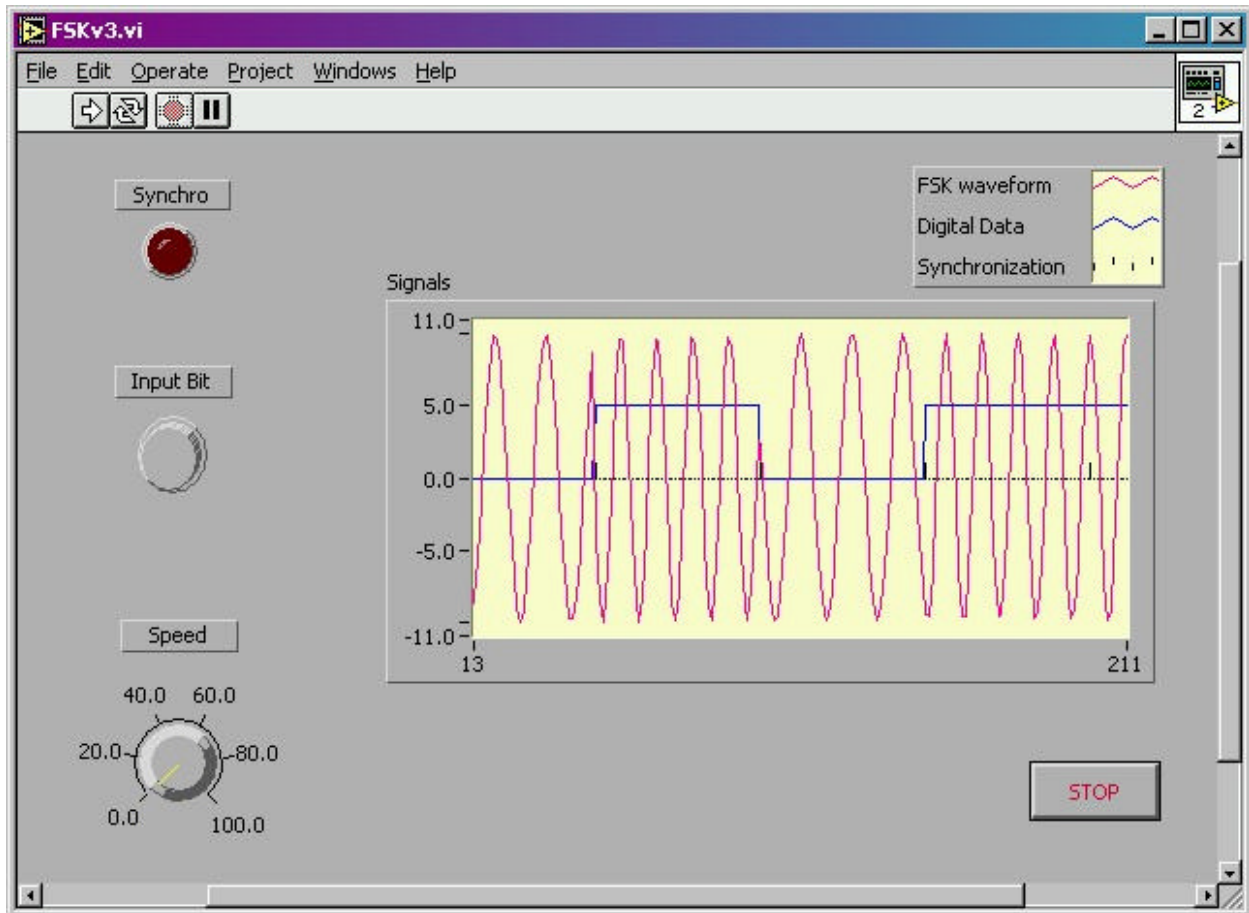 FSKv3.vi
File Edit Operate Project Windows Help
2
Synchro
FSK waveform
Digital Data
Synchronization
Signals
11.0
5.0
0.0
-5.0
-11.0
13 211
Input Bit
Speed
40.0 60.0
20.0 80.0
0.0 100.0
STOP